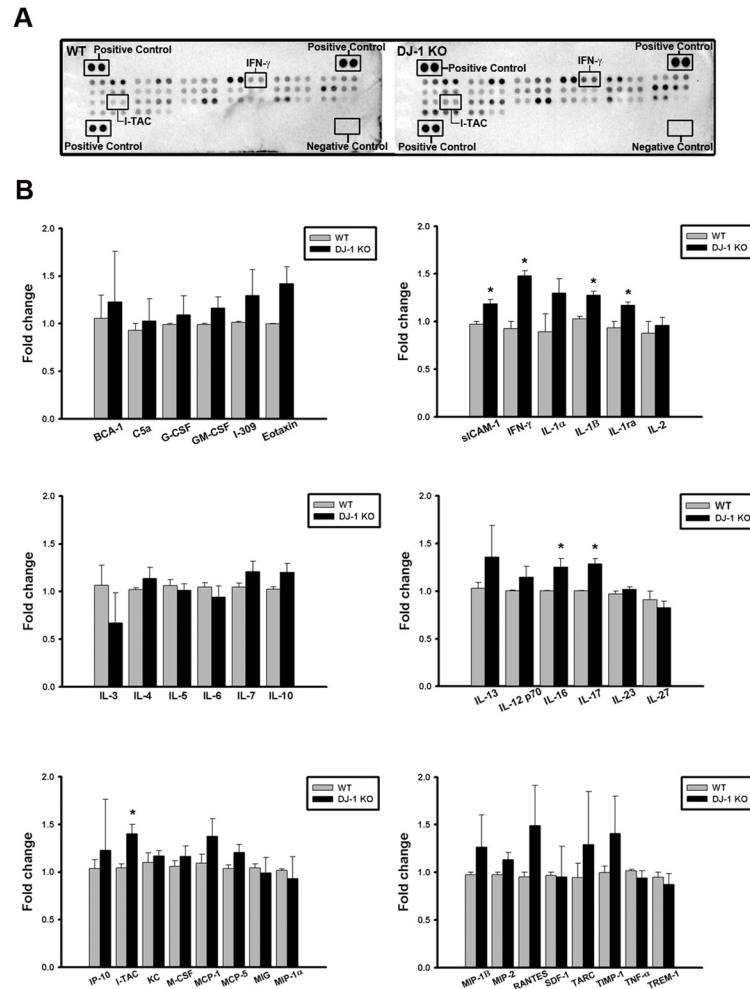 A
WT
Positive Control
IFN-γ
Positive Control
I-TAC
Positive Control
Negative Control
DJ-1 KO
Positive Control
IFN-γ
Positive Control
I-TAC
Positive Control
Negative Control
B
2.0
1.5
1.0
0.5
0.0
Fold change
WT
DJ-1 KO
BCA-1 C5a G-CSF GM-CSF I-309 Eotaxin
2.0
1.5
1.0
0.5
0.0
Fold change
WT
DJ-1 KO
* * * *
sICAM-1 IFN-γ IL-1α IL-1ß IL-1ra IL-2
2.0
1.5
1.0
0.5
0.0
Fold change
WT
DJ-1 KO
IL-3 IL-4 IL-5 IL-6 IL-7 IL-10
2.0
1.5
1.0
0.5
0.0
Fold change
WT
DJ-1 KO
* *
IL-13 IL-12 p70 IL-16 IL-17 IL-23 IL-27
2.0
1.5
1.0
0.5
0.0
Fold change
WT
DJ-1 KO
*
IP-10 I-TAC KC M-CSF MCP-1 MCP-5 MIG MIP-1α
2.0
1.5
1.0
0.5
0.0
Fold change
WT
DJ-1 KO
MIP-1ß MIP-2 RANTES SDF-1 TARC TIMP-1 TNF-α TREM-1